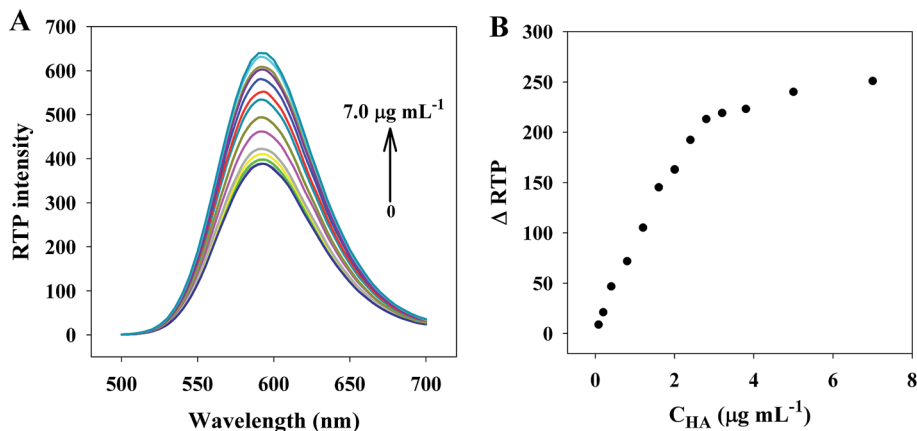 A
700
600
500
400
300
200
100
0
RTP intensity
7.0 μg mL⁻¹
0
500 550 600 650 700
Wavelength (nm)
B
300
250
200
150
100
50
0
Δ RTP
0 2 4 6 8
C_HA (μg mL⁻¹)